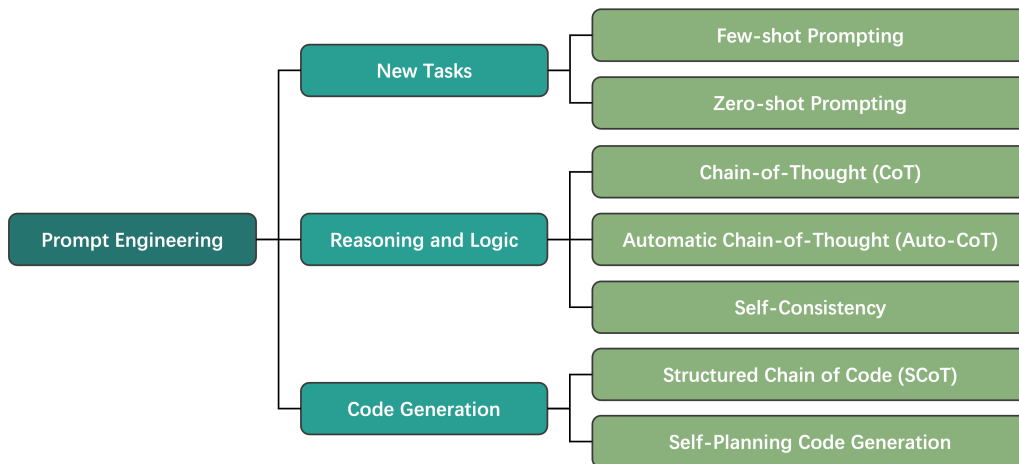 Few-shot Prompting
New Tasks
Zero-shot Prompting
Chain-of-Thought (CoT)
Prompt Engineering
Reasoning and Logic
Automatic Chain-of-Thought (Auto-CoT)
Self-Consistency
Structured Chain of Code (SCoT)
Code Generation
Self-Planning Code Generation